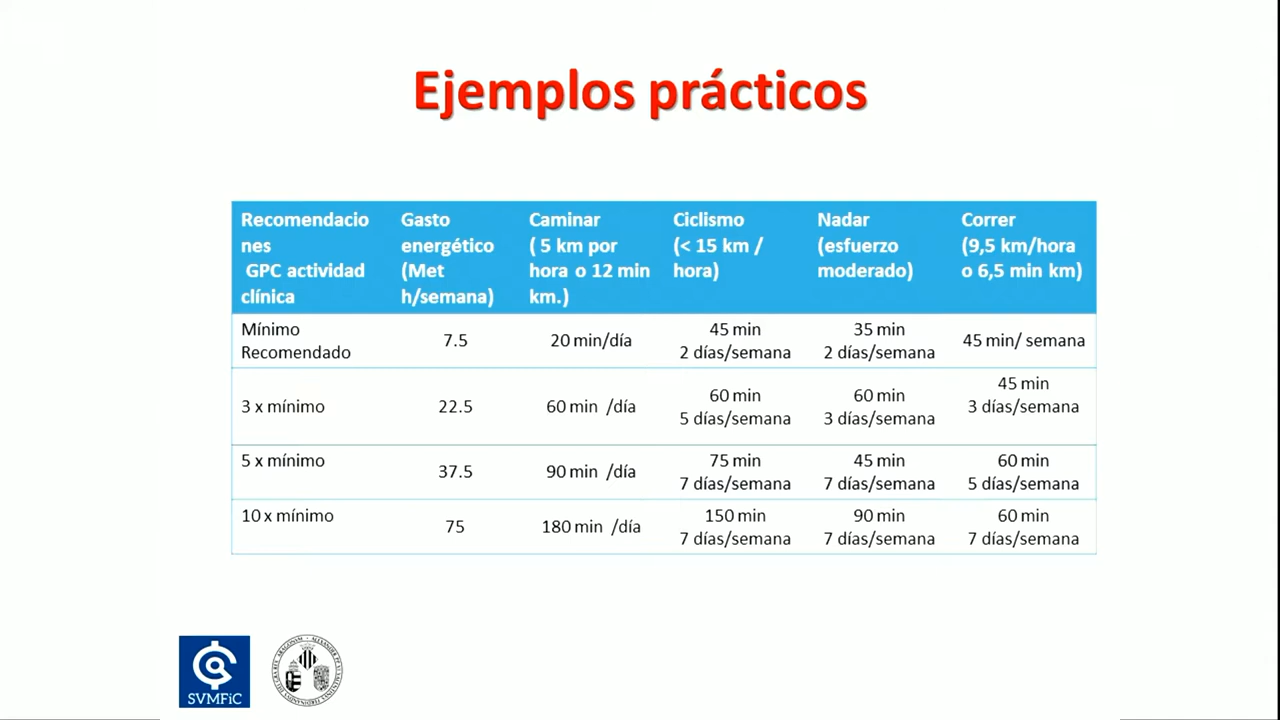 Ejemplos prácticos
Recomendacio
nes
GPC actividad
clínica
Gasto
energético
(Met
h/semana)
Caminar
( 5 km por
hora o 12 min
km.)
Ciclismo
(< 15 km /
hora)
Nadar
(esfuerzo
moderado)
Correr
(9,5 km/hora
o 6,5 min km)
Mínimo
Recomendado
7.5
20 min/día
45 min
2 días/semana
35 min
2 días/semana
45 min/ semana
3 x mínimo
22.5
60 min /día
60 min
5 días/semana
60 min
3 días/semana
45 min
3 días/semana
5 x mínimo
37.5
90 min /día
75 min
7 días/semana
45 min
7 días/semana
60 min
5 días/semana
10 x mínimo
75
180 min /día
150 min
7 días/semana
90 min
7 días/semana
60 min
7 días/semana
SVMFiC